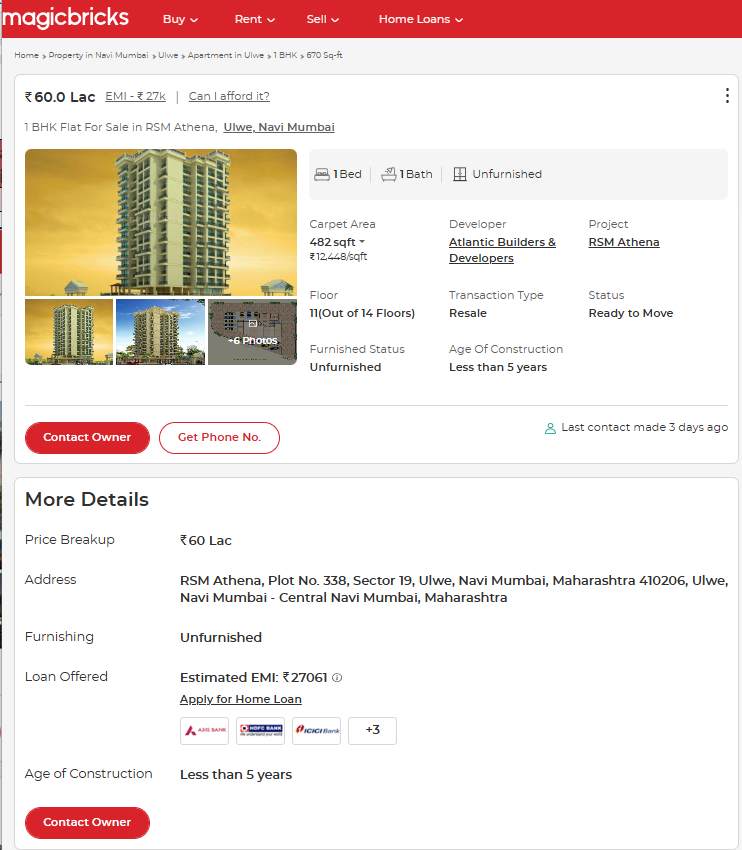 magicbricks Buy Rent Sell Home Loans
Home > Property in Navi Mumbai > Ulwe > Apartment in Ulwe > 1 BHK > 670 Sq-ft
₹60.0 Lac EMI - ₹ 27k | Can I afford it?
1 BHK Flat For Sale in RSM Athena, Ulwe, Navi Mumbai
1 Bed 1 Bath Unfurnished
Carpet Area Developer Project
482 sqft Atlantic Builders & RSM Athena
₹12,448/sqft Developers
Floor Transaction Type Status
11(Out of 14 Floors) Resale Ready to Move
+6 Photos
Furnished Status Age Of Construction
Unfurnished Less than 5 years
Contact Owner Get Phone No. Last contact made 3 days ago
More Details
Price Breakup ₹60 Lac
Address RSM Athena, Plot No. 338, Sector 19, Ulwe, Navi Mumbai, Maharashtra 410206, Ulwe,
Navi Mumbai - Central Navi Mumbai, Maharashtra
Furnishing Unfurnished
Loan Offered Estimated EMI: ₹27061
Apply for Home Loan
AXIS BANK HDFC BANK ICICI Bank +3
We understand your world
Age of Construction Less than 5 years
Contact Owner